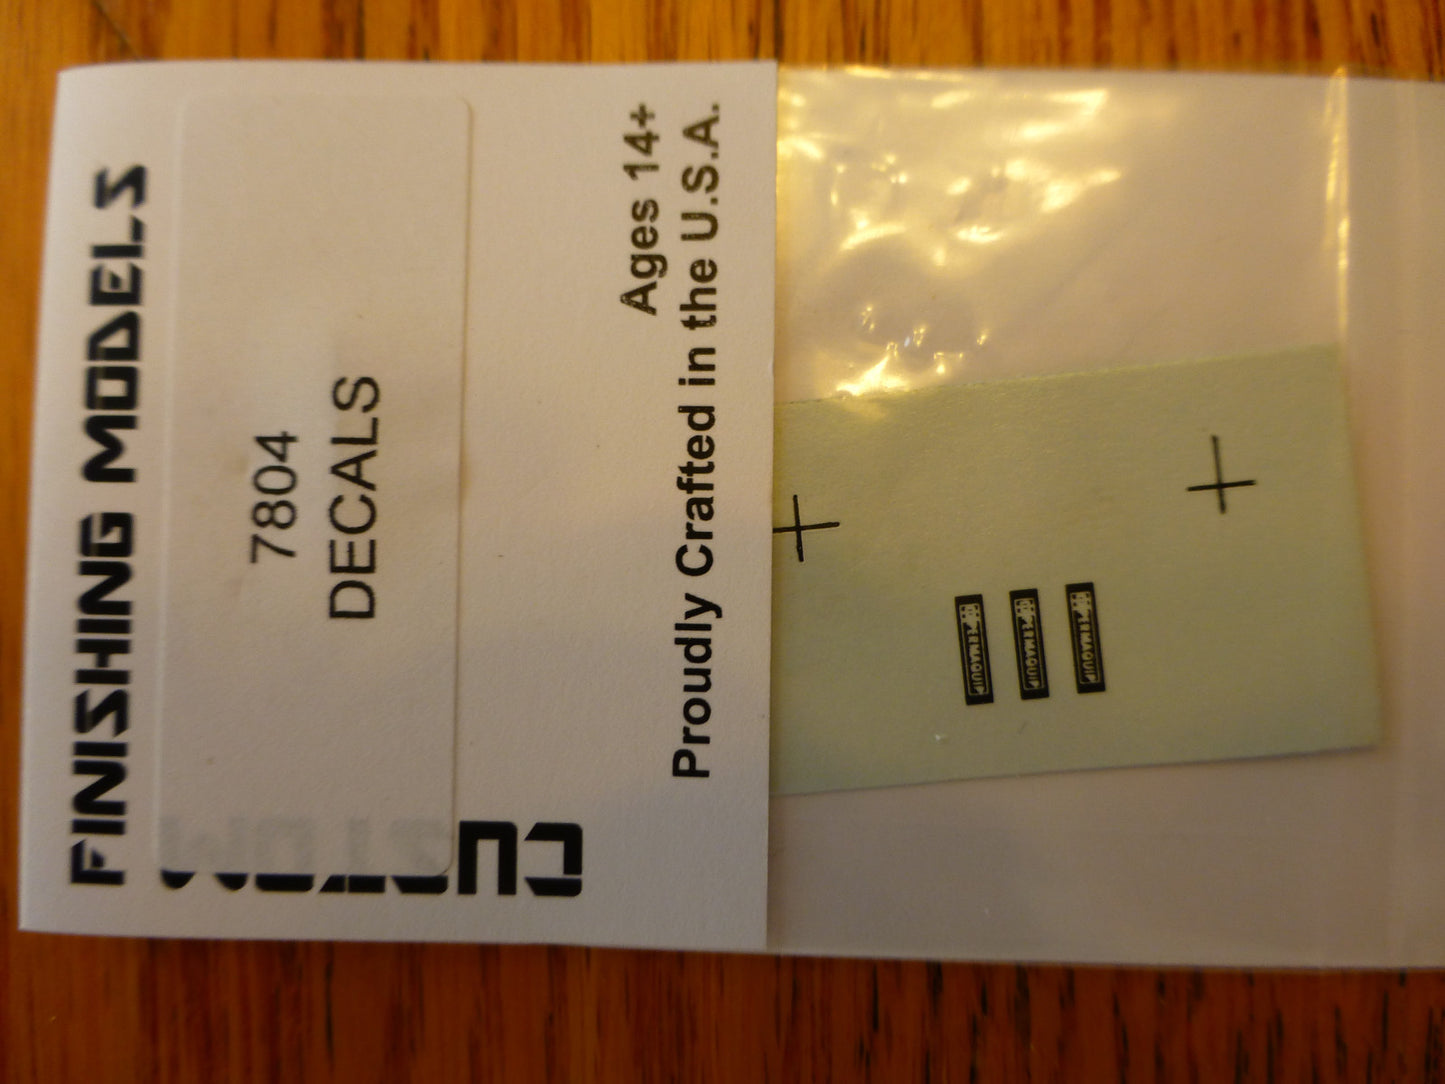 FINISHING MODELS
7804
DECALS
CUSTOM
Ages 14+
Proudly Crafted in the U.S.A.